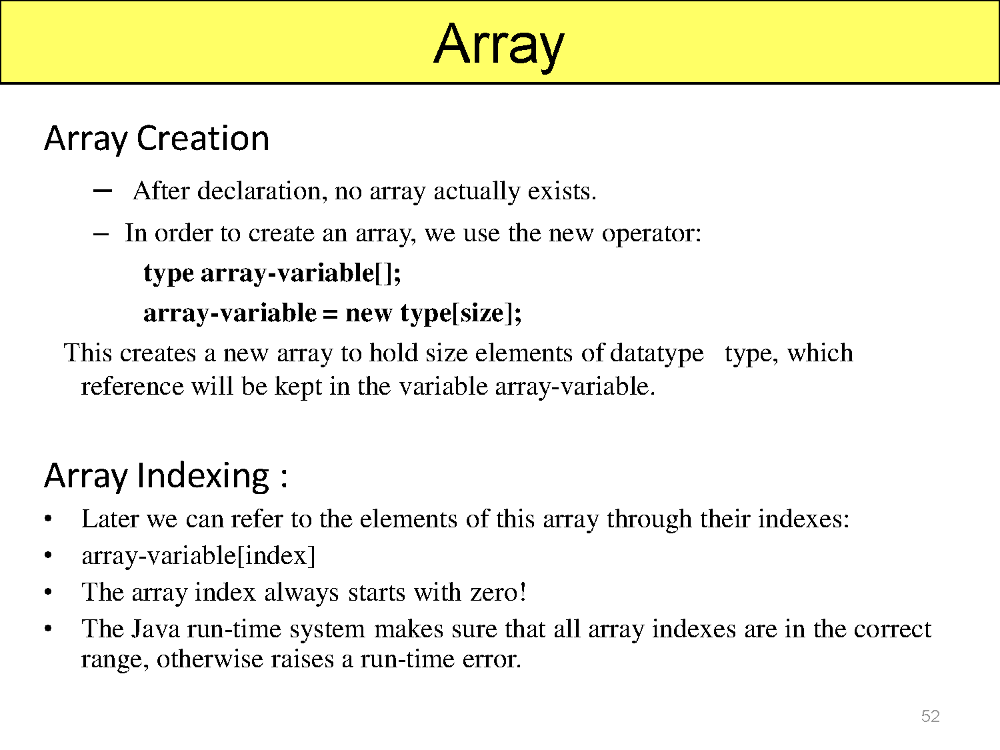 Array
Array Creation
– After declaration, no array actually exists.
– In order to create an array, we use the new operator:
type array-variable[];
array-variable = new type[size];
This creates a new array to hold size elements of datatype type, which
reference will be kept in the variable array-variable.
Array Indexing :
• Later we can refer to the elements of this array through their indexes:
• array-variable[index]
• The array index always starts with zero!
• The Java run-time system makes sure that all array indexes are in the correct
range, otherwise raises a run-time error.
52